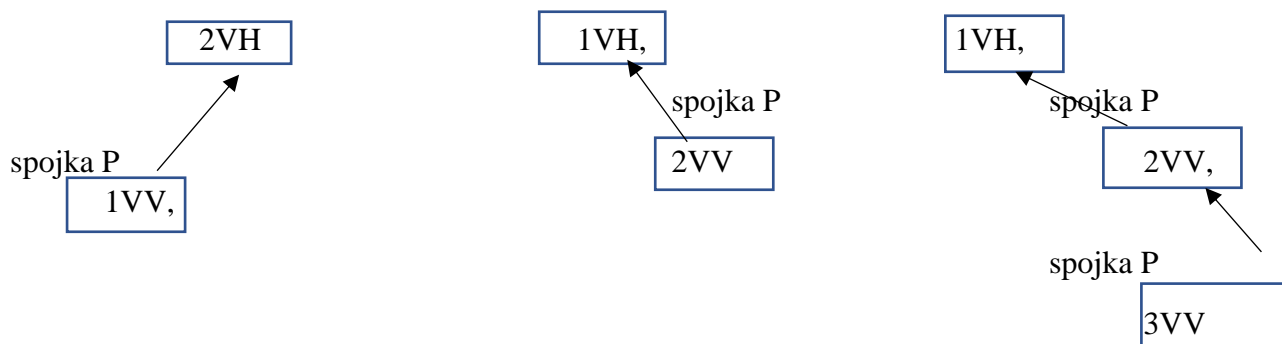 2VH
spojka P
1VV,
1VH,
spojka P
2VV
1VH,
spojka P
2VV,
spojka P
3VV